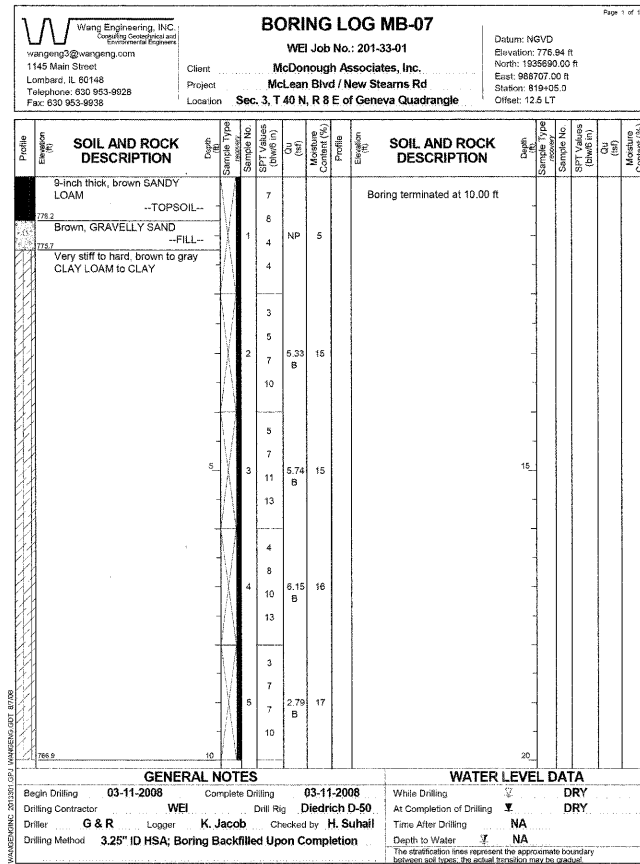 Page 1 of 1
Wang Engineering, INC.
Consulting Geotechnical and
Environmental Engineers
wangeng3@wangeng.com
1145 Main Street
Lombard, IL 60148
Telephone: 630 953-9928
Fax: 630 953-9938
BORING LOG MB-07
WEI Job No.: 201-33-01
Client McDonough Associates, Inc.
Project McLean Blvd / New Stearns Rd
Location Sec. 3, T 40 N, R 8 E of Geneva Quadrangle
Datum: NGVD
Elevation: 776.94 ft
North: 1935690.00 ft
East: 988707.00 ft
Station: 819+05.0
Offset: 12.5 LT
Profile Elevation (ft) SOIL AND ROCK DESCRIPTION Depth (ft) Sample Type recovery Sample No. SPT Values (blw/6 in) Qu (tsf) Moisture Content (%)
Profile Elevation (ft) SOIL AND ROCK DESCRIPTION Depth (ft) Sample Type recovery Sample No. SPT Values (blw/6 in) Qu (tsf) Moisture Content (%)
9-inch thick, brown SANDY
LOAM
--TOPSOIL--
776.2
Brown, GRAVELLY SAND
--FILL--
775.7
Very stiff to hard, brown to gray
CLAY LOAM to CLAY
7
8
1 4 NP 5
4
3
5
2 7 5.33 15
B
10
5
7
5 3 11 5.74 15
B
13
4
8
4 10 6.15 16
B
13
3
7
5 7 2.79 17
B
10
766.9 10
Boring terminated at 10.00 ft
15
20
GENERAL NOTES
Begin Drilling 03-11-2008 Complete Drilling 03-11-2008
Drilling Contractor WEI Drill Rig Diedrich D-50
Driller G & R Logger K. Jacob Checked by H. Suhail
Drilling Method 3.25" ID HSA; Boring Backfilled Upon Completion
WATER LEVEL DATA
While Drilling DRY
At Completion of Drilling DRY
Time After Drilling NA
Depth to Water NA
The stratification lines represent the approximate boundary
between soil types; the actual transition may be gradual.
WANGENGINC 2013301.GPJ WANGENG.GDT 8/7/08